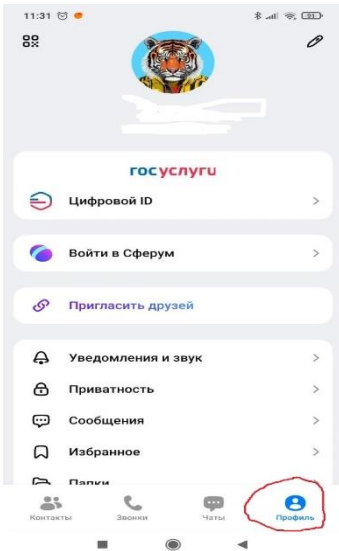 11:31
91
госуслуги
Цифровой ID
Войти в Сферум
Пригласить друзей
Уведомления и звук
Приватность
Сообщения
Избранное
Папки
Контакты Звонки Чаты Профиль